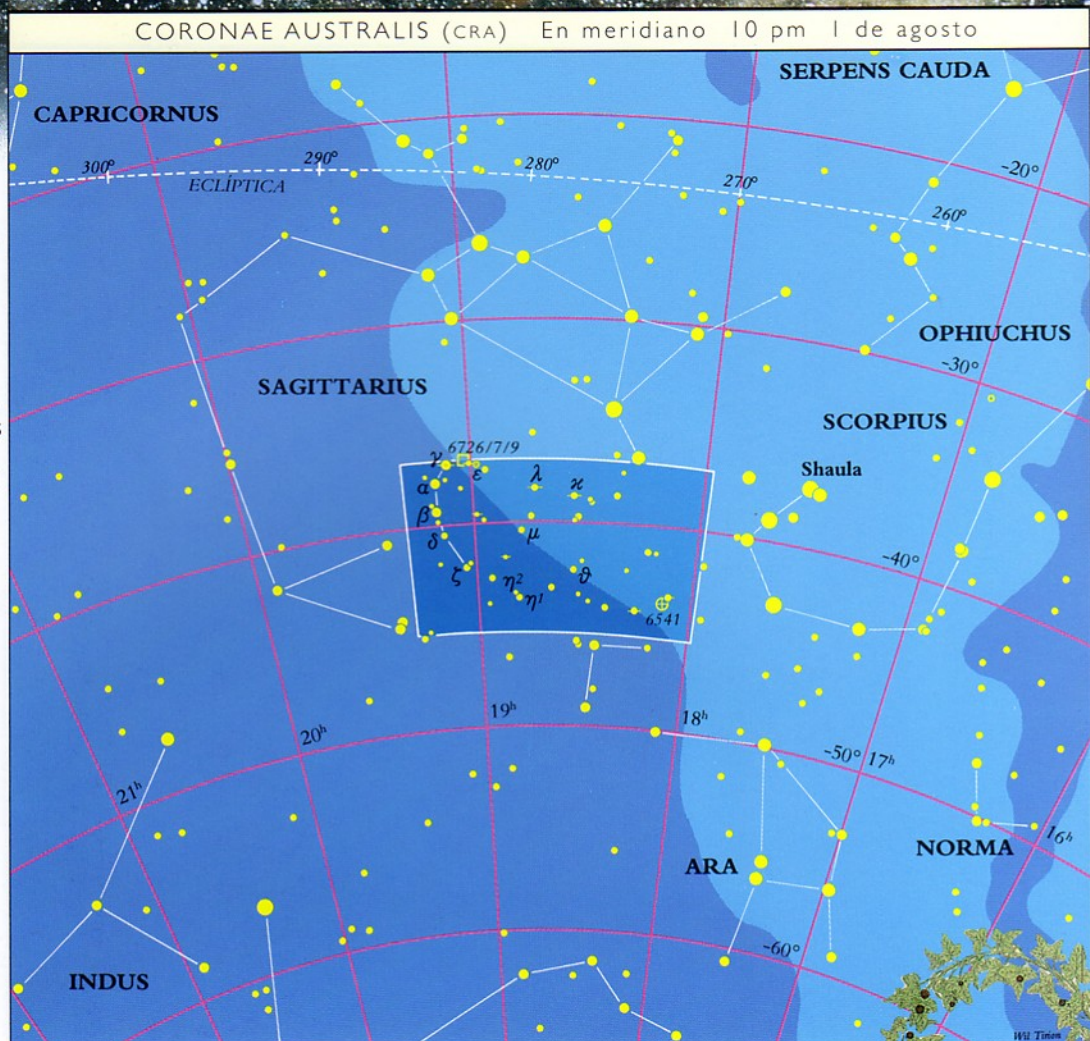 CORONAE AUSTRALIS (CRA) En meridiano 10 pm 1 de agosto
SERPENS CAUDA
CAPRICORNUS
300°
290°
280°
270°
260°
-20°
ECLÍPTICA
OPHIUCHUS
-30°
SAGITTARIUS
SCORPIUS
Shaula
6726/7/9
γ
ε
α
λ
ϰ
β
δ
μ
-40°
ζ
η²
η¹
ϑ
6541
19h
18h
20h
-50°
17h
21h
16h
ARA
NORMA
-60°
INDUS
Wil Tirion